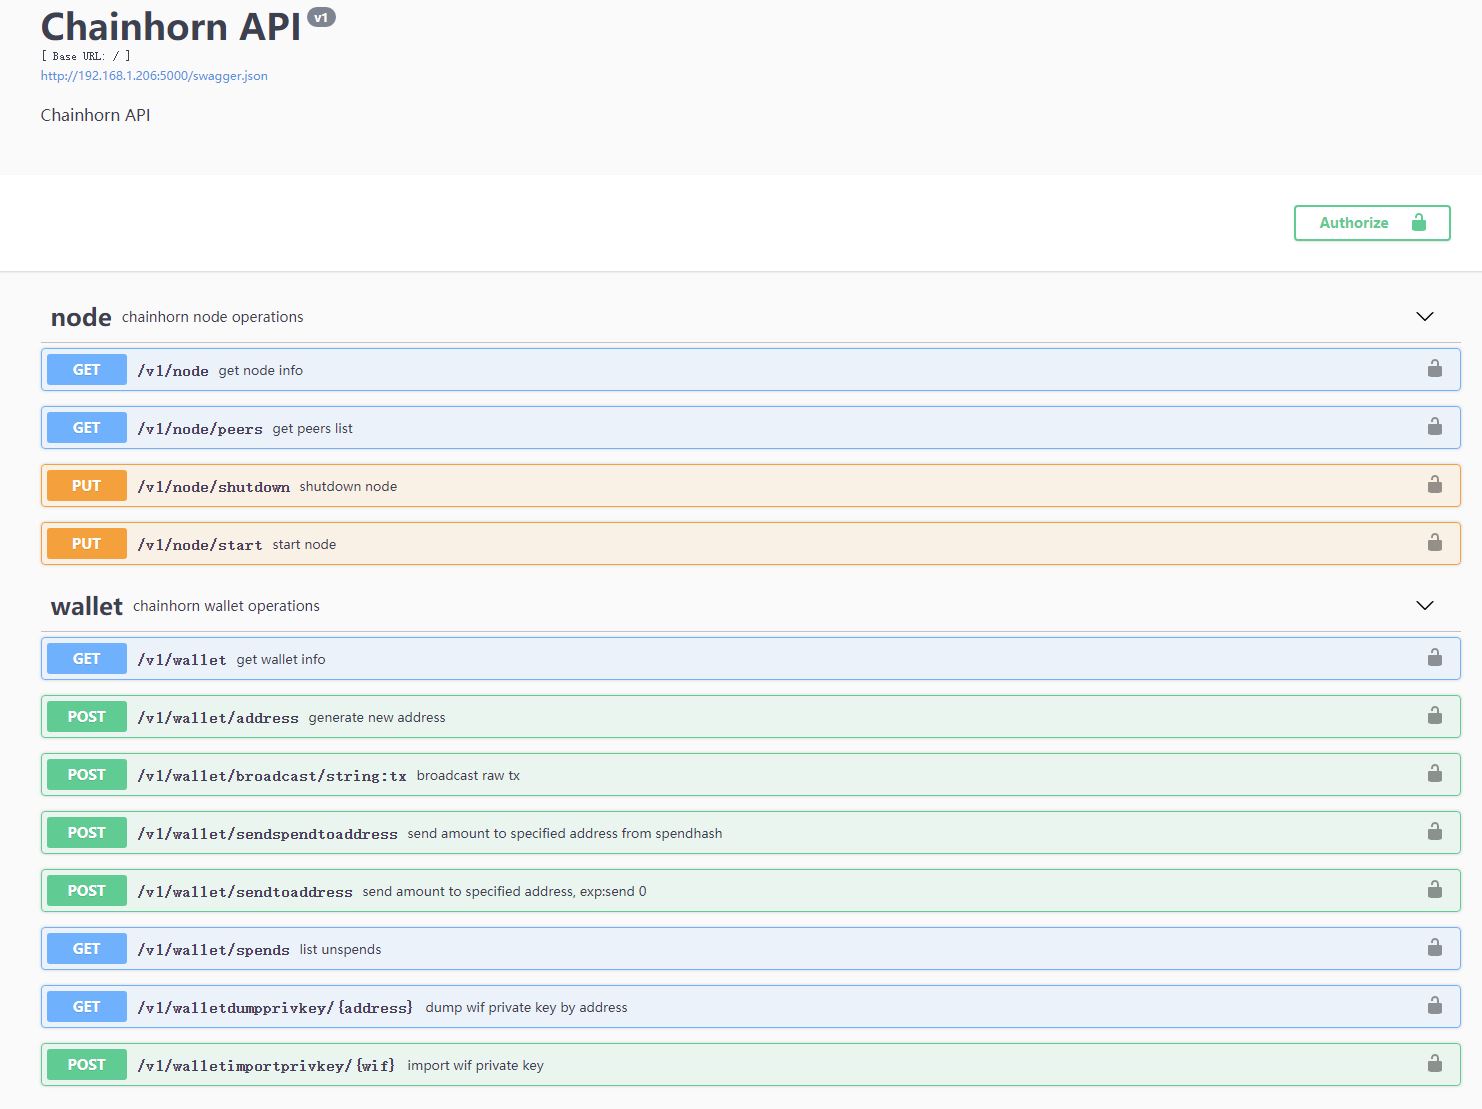 Chainhorn API v1
[ Base URL: / ]
http://192.168.1.206:5000/swagger.json
Chainhorn API
Authorize
node chainhorn node operations
GET /v1/node get node info
GET /v1/node/peers get peers list
PUT /v1/node/shutdown shutdown node
PUT /v1/node/start start node
wallet chainhorn wallet operations
GET /v1/wallet get wallet info
POST /v1/wallet/address generate new address
POST /v1/wallet/broadcast/string:tx broadcast raw tx
POST /v1/wallet/sendspendtoaddress send amount to specified address from spendhash
POST /v1/wallet/sendtoaddress send amount to specified address, exp:send 0
GET /v1/wallet/spends list unspends
GET /v1/walletdumpprivkey/{address} dump wif private key by address
POST /v1/walletimportprivkey/{wif} import wif private key